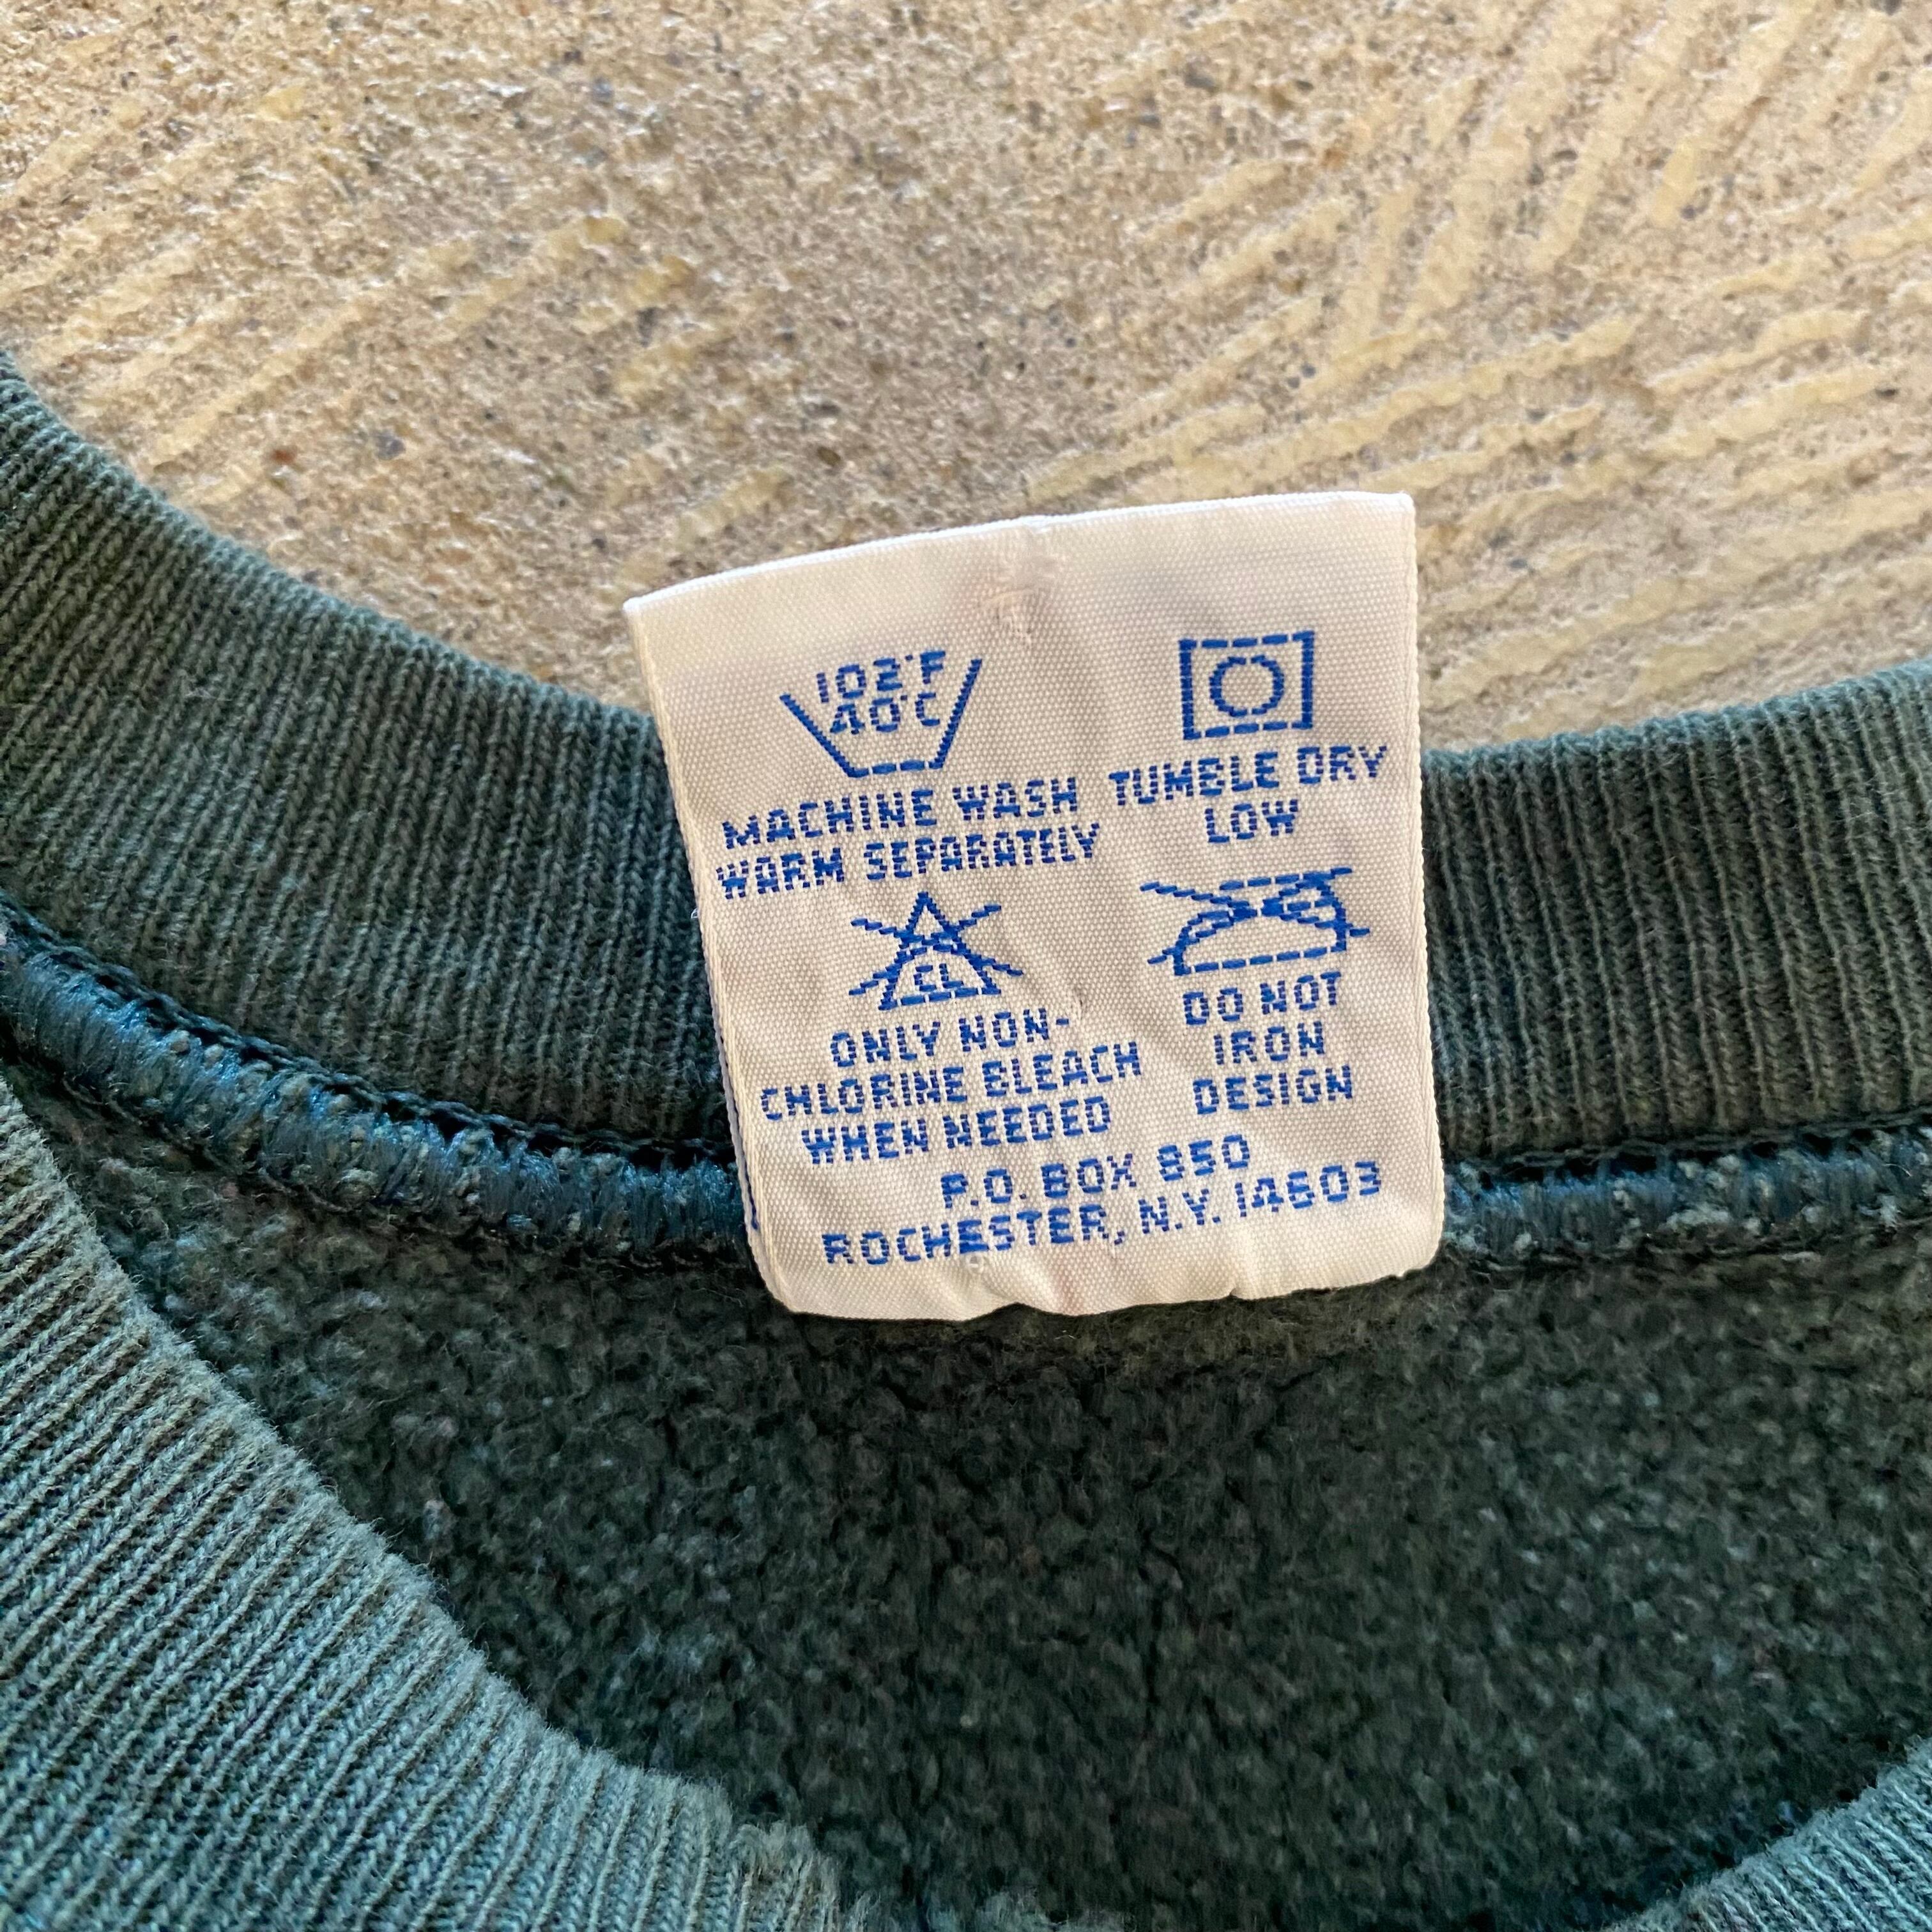 102°F
40°C
MACHINE WASH
WARM SEPARATELY
TUMBLE DRY
LOW
CL
ONLY NON-
CHLORINE BLEACH
WHEN NEEDED
DO NOT
IRON
DESIGN
P.O. BOX 850
ROCHESTER, N.Y. 14603